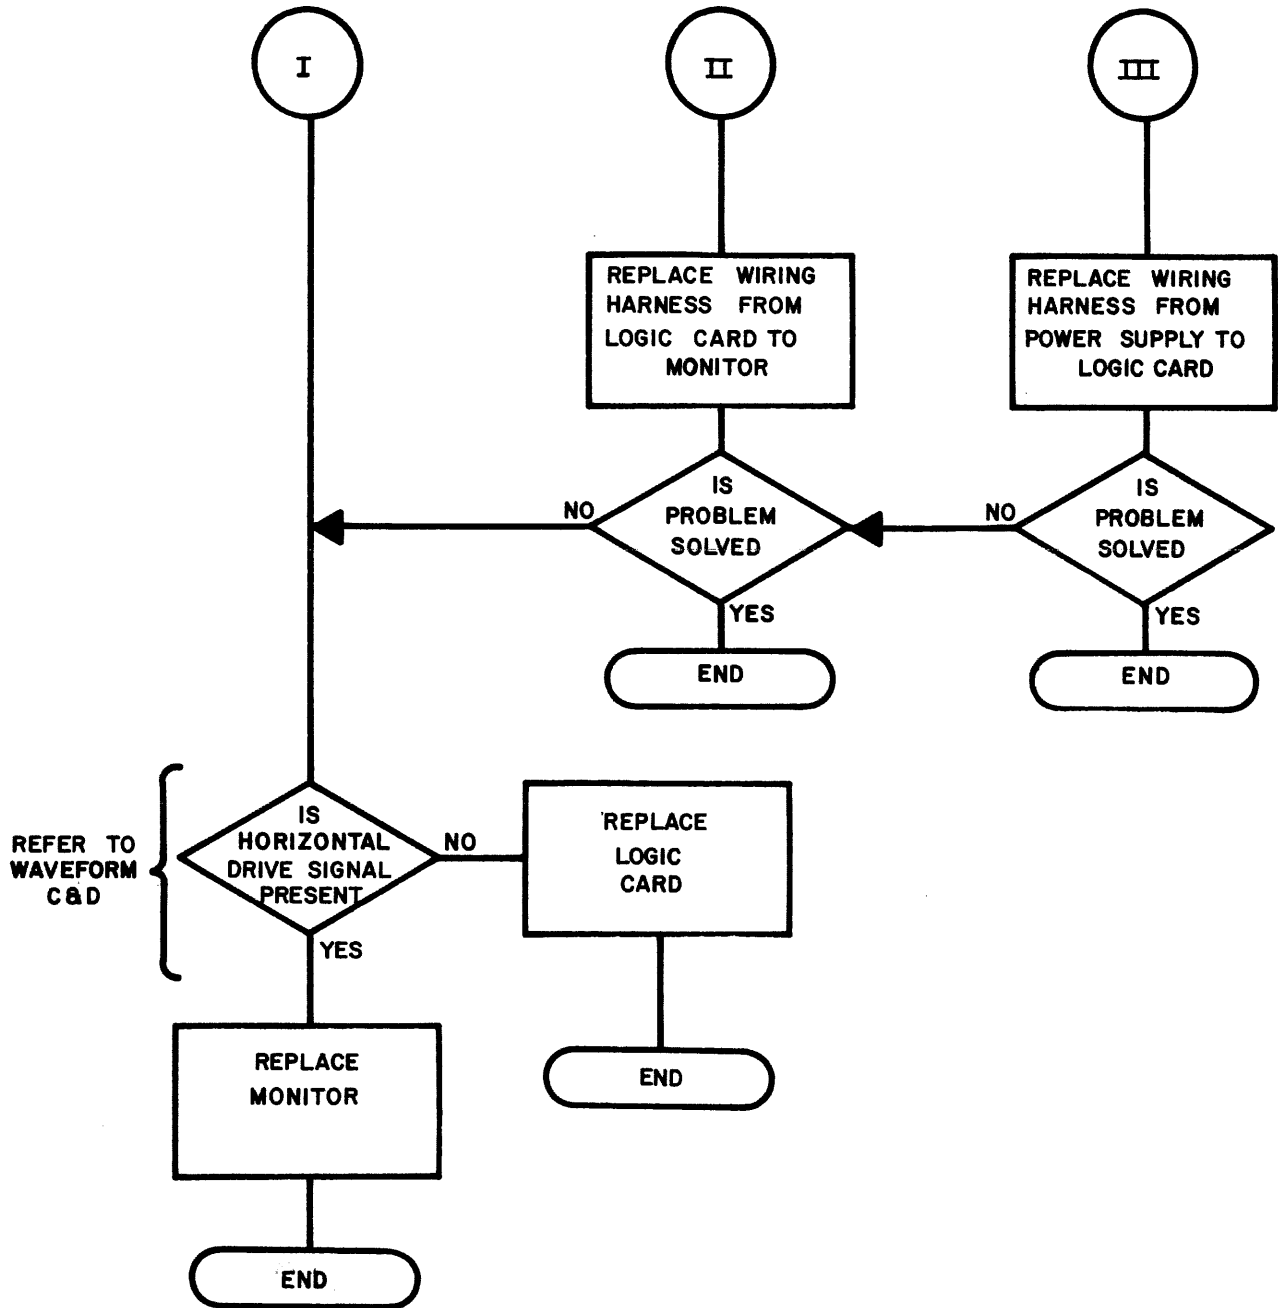 I
II
III
REPLACE WIRING
HARNESS FROM
LOGIC CARD TO
MONITOR
REPLACE WIRING
HARNESS FROM
POWER SUPPLY TO
LOGIC CARD
NO
IS
PROBLEM
SOLVED
YES
END
NO
IS
PROBLEM
SOLVED
YES
END
REFER TO
WAVEFORM
C&D
IS
HORIZONTAL
DRIVE SIGNAL
PRESENT
NO
YES
REPLACE
LOGIC
CARD
END
REPLACE
MONITOR
END